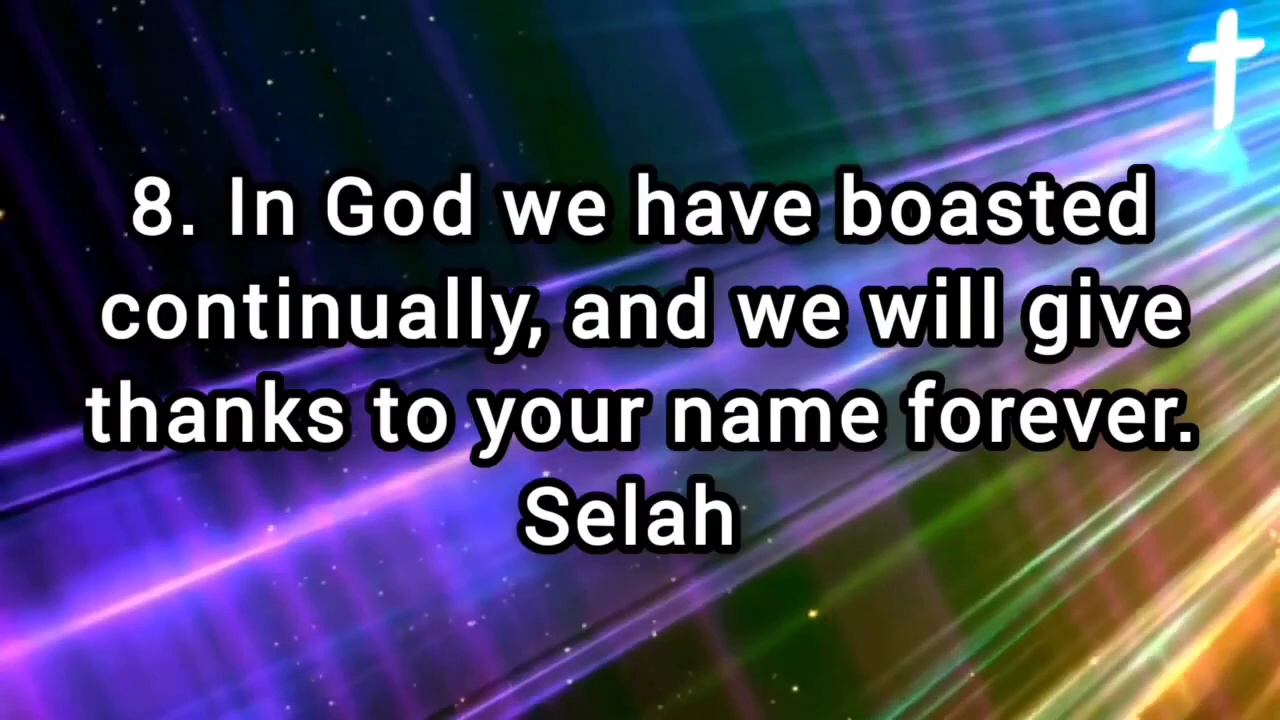 8. In God we have boasted
continually, and we will give
thanks to your name forever.
Selah